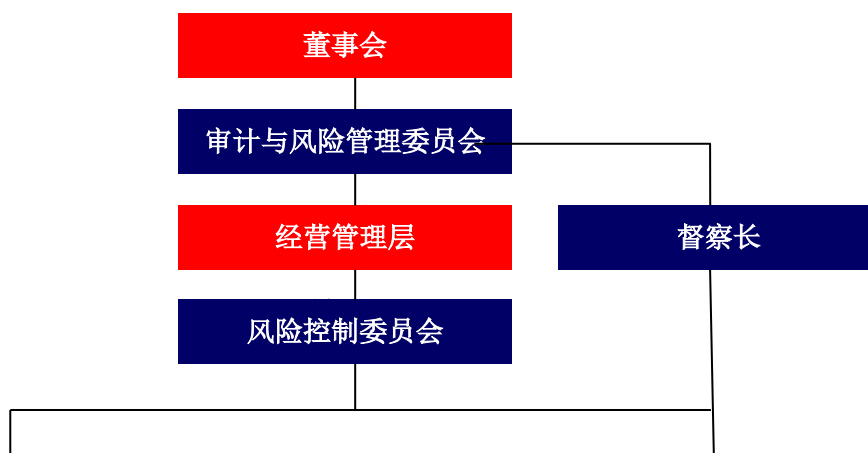 董事会
审计与风险管理委员会
经营管理层
督察长
风险控制委员会